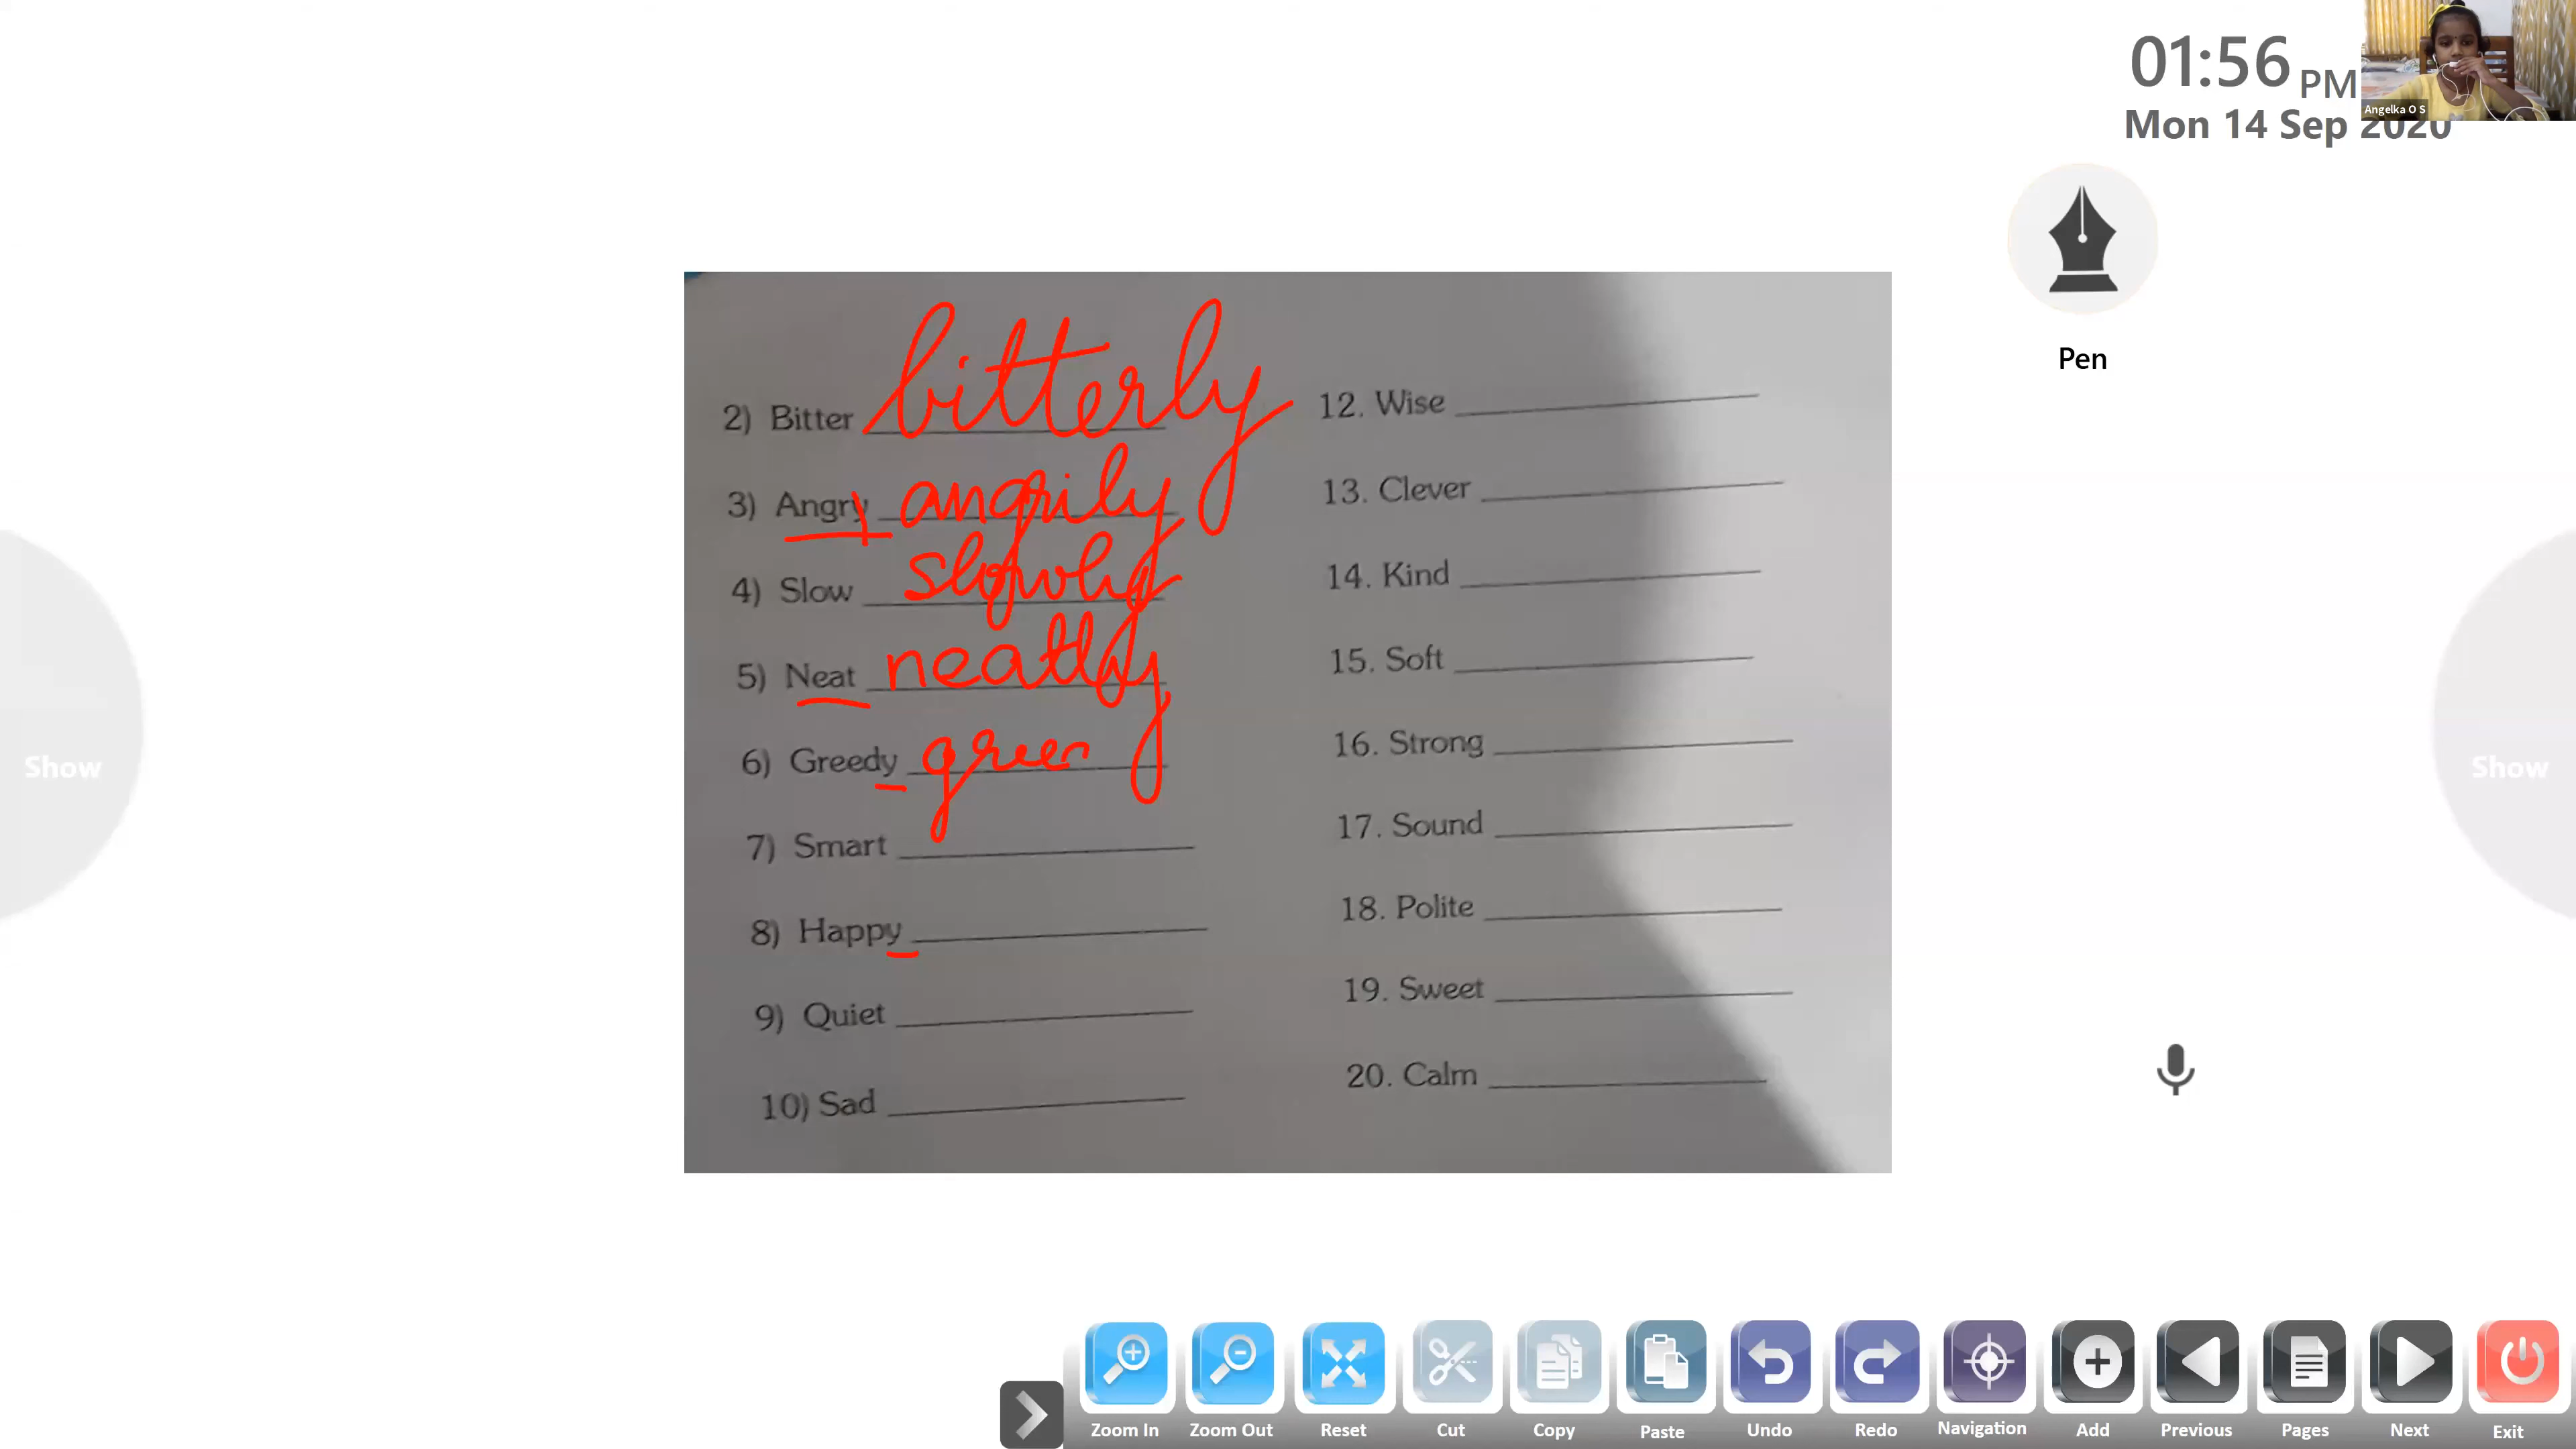 01:56 PM
Mon 14 Sep 2020
Angelka O S
Pen
2) Bitter bitterly
3) Angry angrily
4) Slow slowly
5) Neat neatly
6) Greedy green
7) Smart
8) Happy
9) Quiet
10) Sad
12. Wise
13. Clever
14. Kind
15. Soft
16. Strong
17. Sound
18. Polite
19. Sweet
20. Calm
Show
Show
Zoom In Zoom Out Reset Cut Copy Paste Undo Redo Navigation Add Previous Pages Next Exit